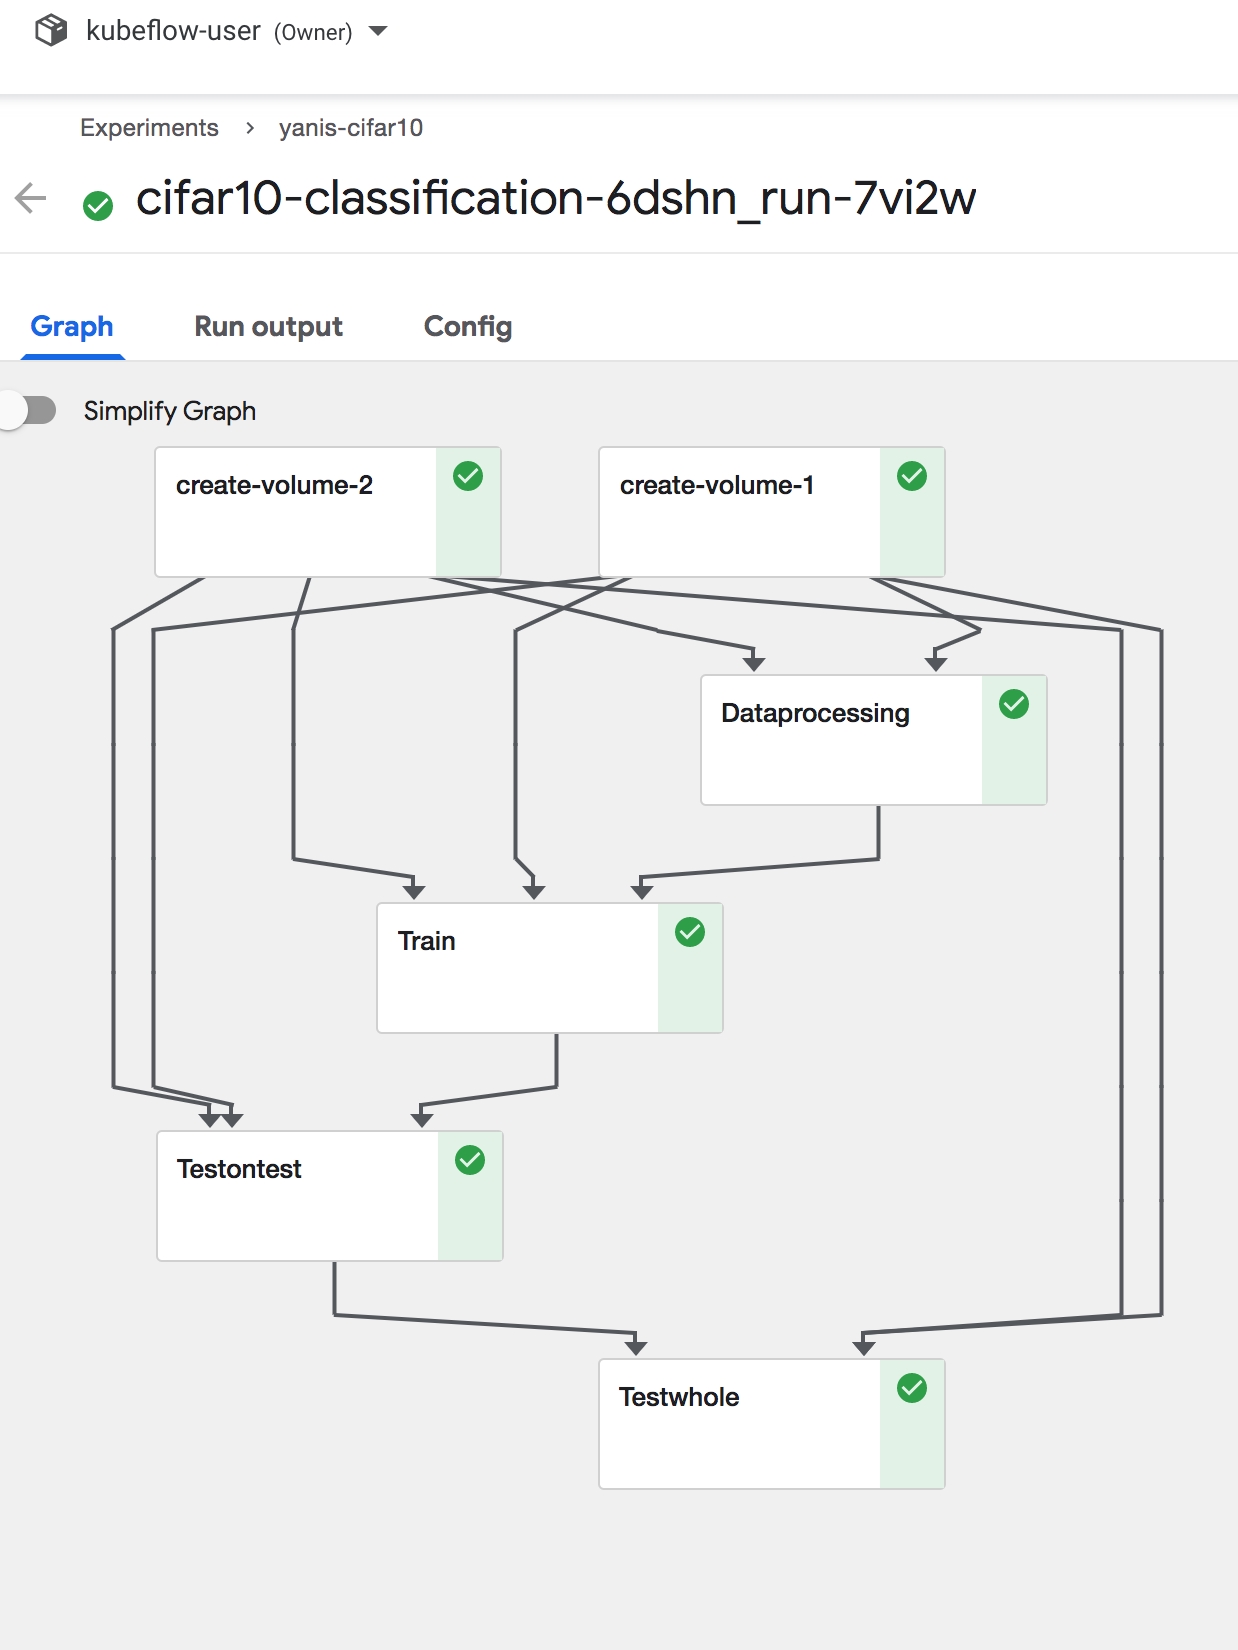 kubeflow-user (Owner)
Experiments > yanis-cifar10
cifar10-classification-6dshn_run-7vi2w
Graph Run output Config
Simplify Graph
create-volume-2 create-volume-1
Dataprocessing
Train
Testontest
Testwhole